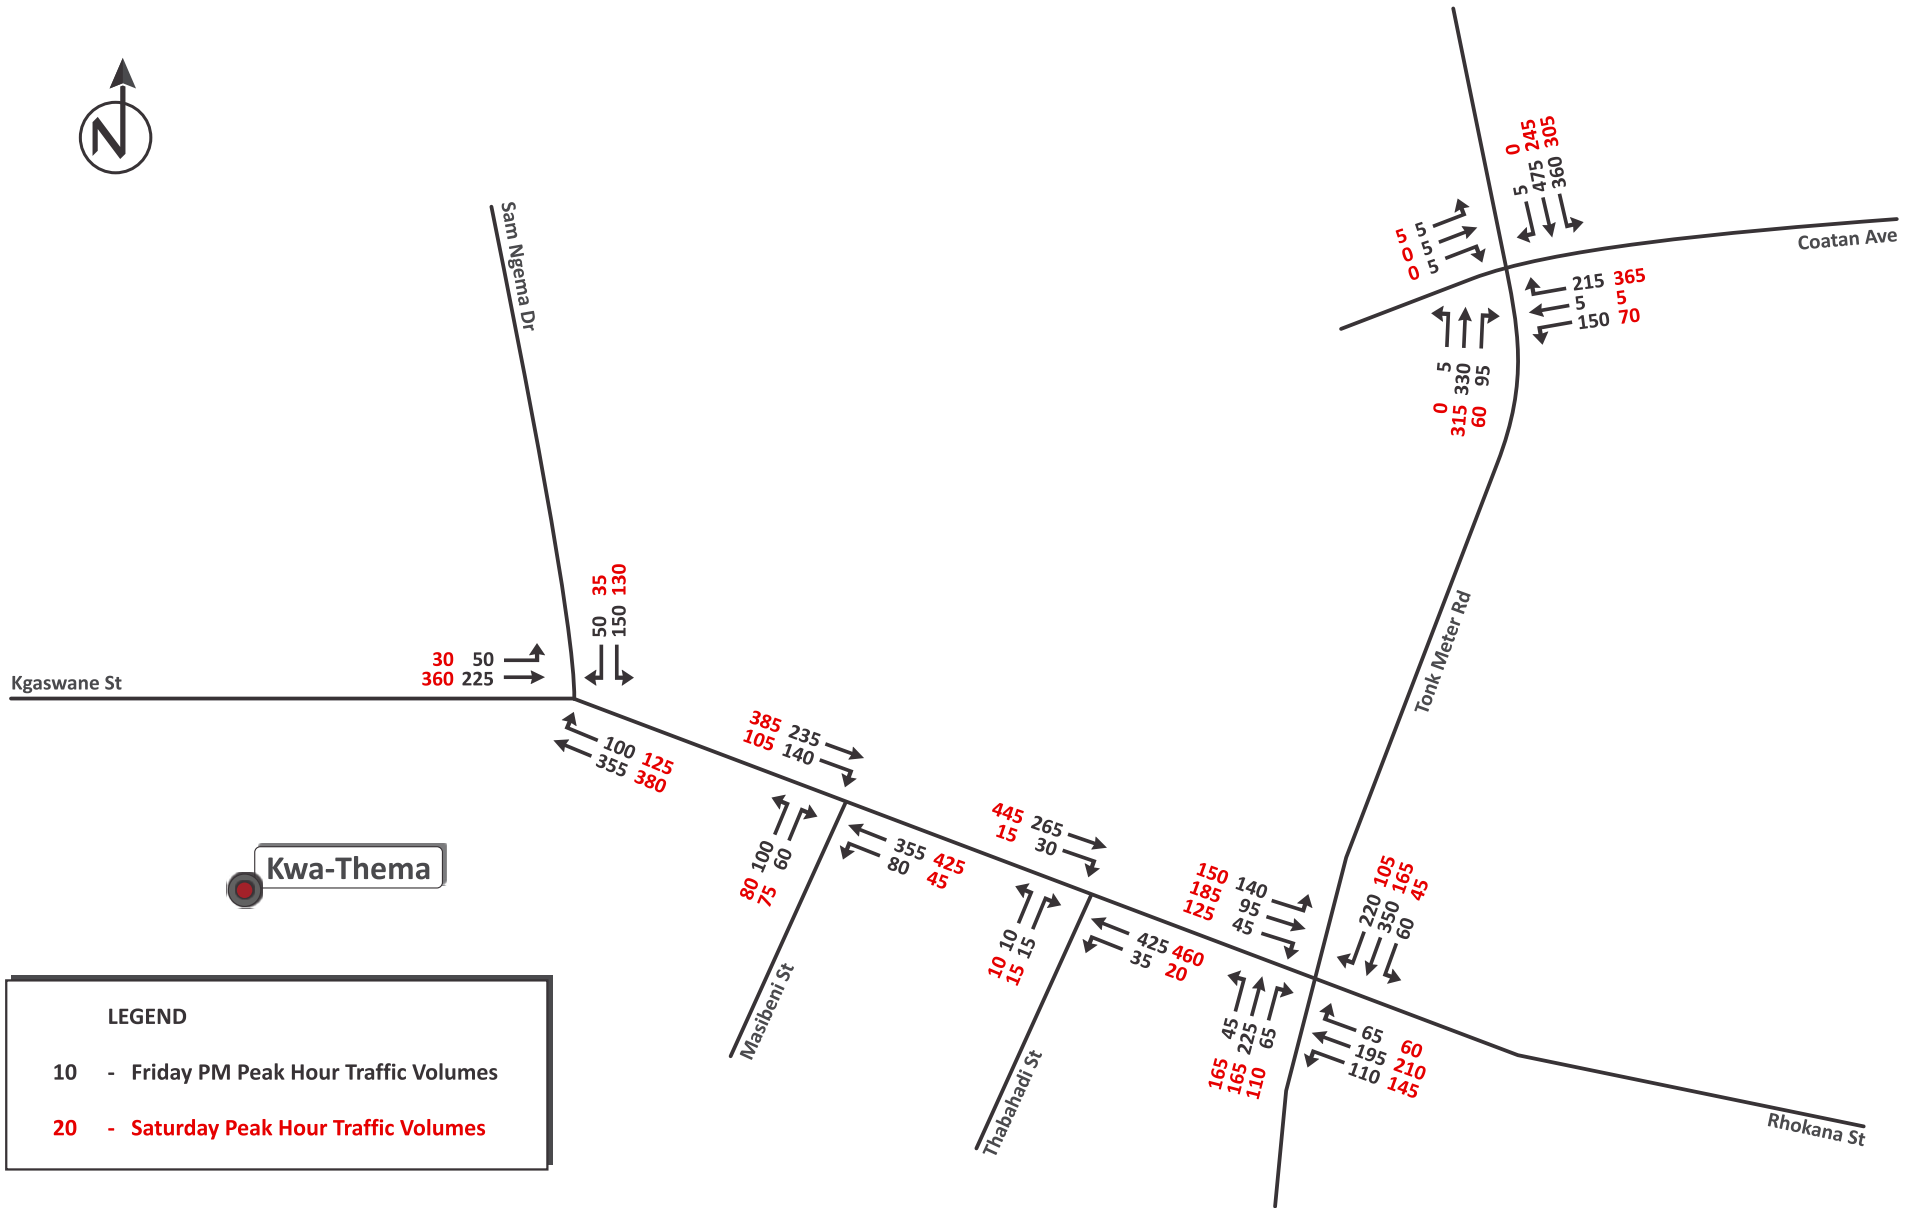 N
0 245 305
5 475 360
Sam Ngema Dr
Coatan Ave
5 5
0 5
0 5
215 365
5 5
150 70
5 330 95
0 315 60
35 130
50 150
30 50
360 225
Kgaswane St
Tonk Meter Rd
100 125
355 380
385 235
105 140
355 425
80 45
100 60
80 75
Masibeni St
445 265
15 30
10 15
10 15
425 460
35 20
Thabahadi St
150 140
185 95
125 45
105 165 45
220 350 60
45 225 65
165 165 110
65 60
195 210
110 145
Rhokana St
Kwa-Thema
LEGEND
10 - Friday PM Peak Hour Traffic Volumes
20 - Saturday Peak Hour Traffic Volumes